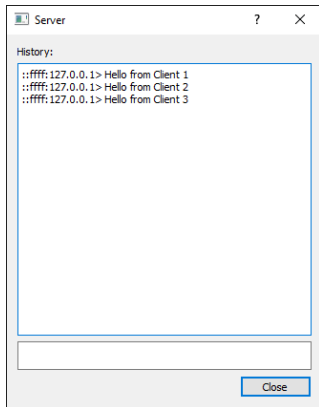 Server
?
History:
::ffff:127.0.0.1> Hello from Client 1
::ffff:127.0.0.1> Hello from Client 2
::ffff:127.0.0.1> Hello from Client 3
Close